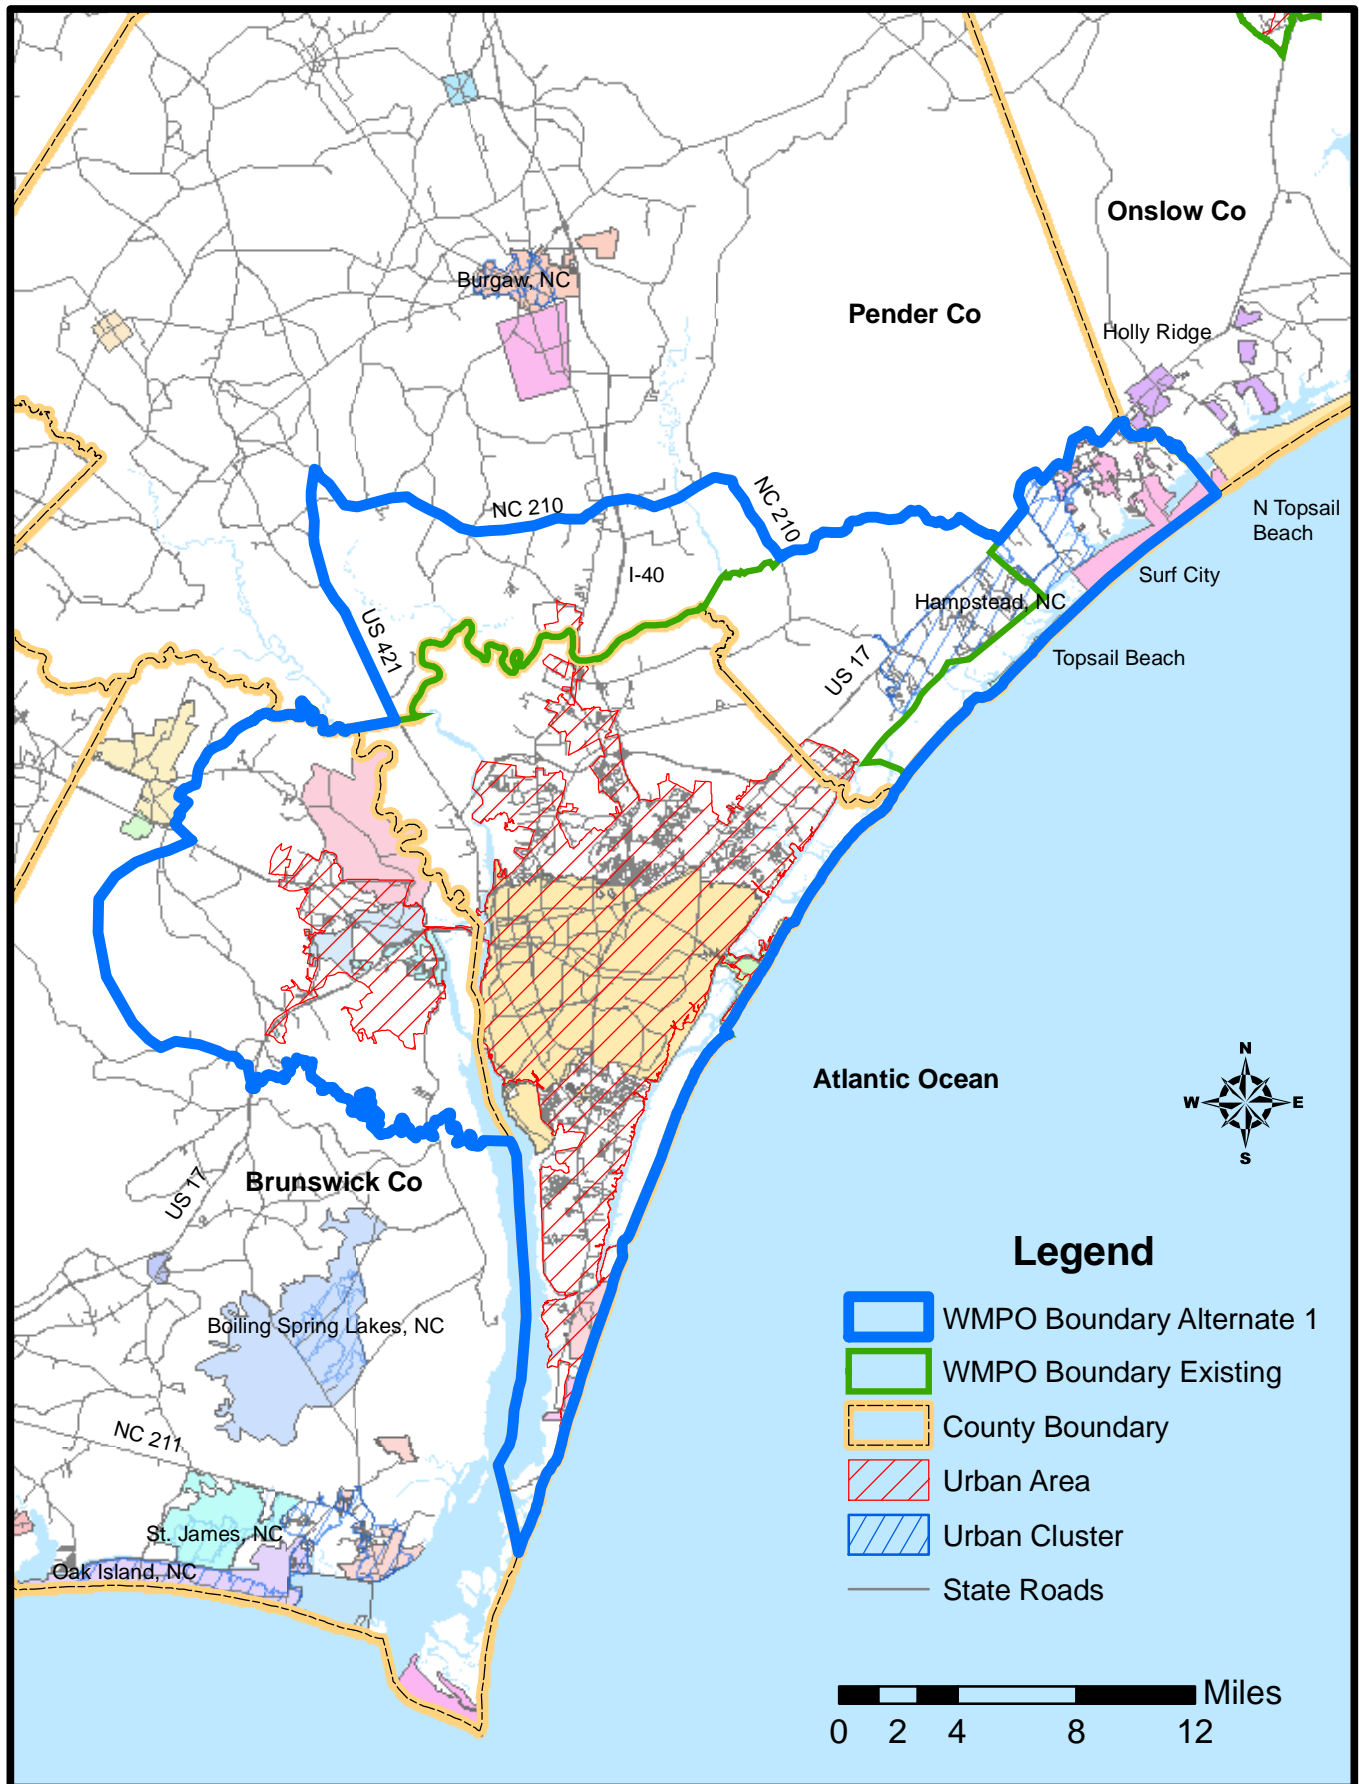 Onslow Co
Burgaw, NC
Pender Co
Holly Ridge
NC 210
NC 210
N Topsail
Beach
I-40
Surf City
Hampstead, NC
US 421
Topsail Beach
US 17
Atlantic Ocean
N
W
E
S
Brunswick Co
US 17
Boiling Spring Lakes, NC
NC 211
St. James, NC
Oak Island, NC
Legend
WMPO Boundary Alternate 1
WMPO Boundary Existing
County Boundary
Urban Area
Urban Cluster
State Roads
Miles
0 2 4 8 12